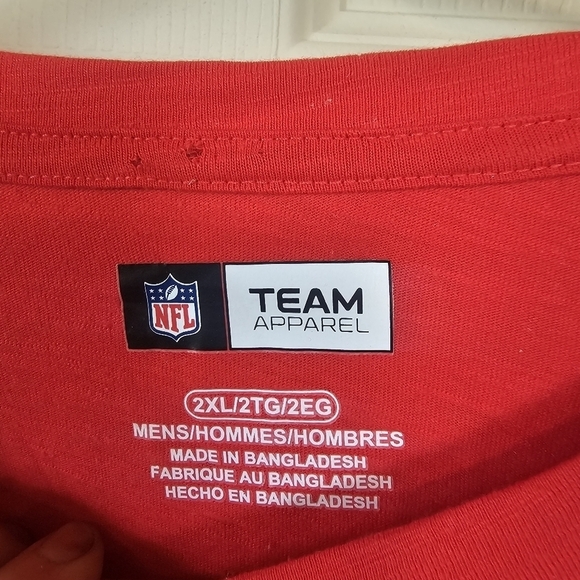 NFL
TEAM
APPAREL
2XL/2TG/2EG
MENS/HOMMES/HOMBRES
MADE IN BANGLADESH
FABRIQUE AU BANGLADESH
HECHO EN BANGLADESH